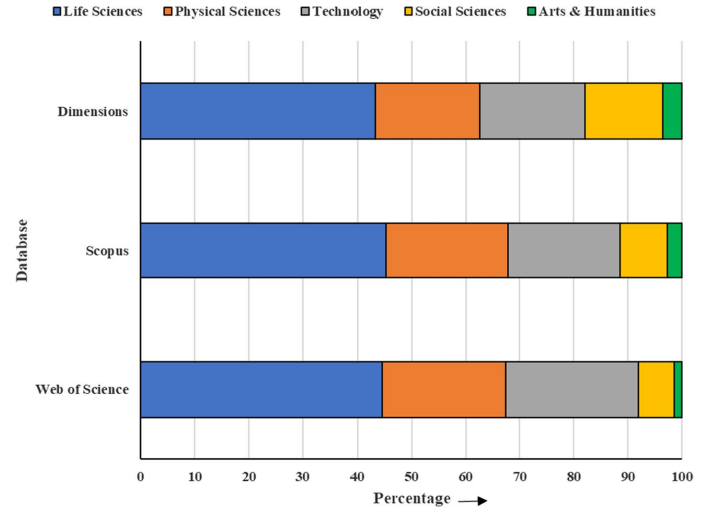 Life Sciences Physical Sciences Technology Social Sciences Arts & Humanities
Dimensions
Scopus
Web of Science
Database
0 10 20 30 40 50 60 70 80 90 100
Percentage